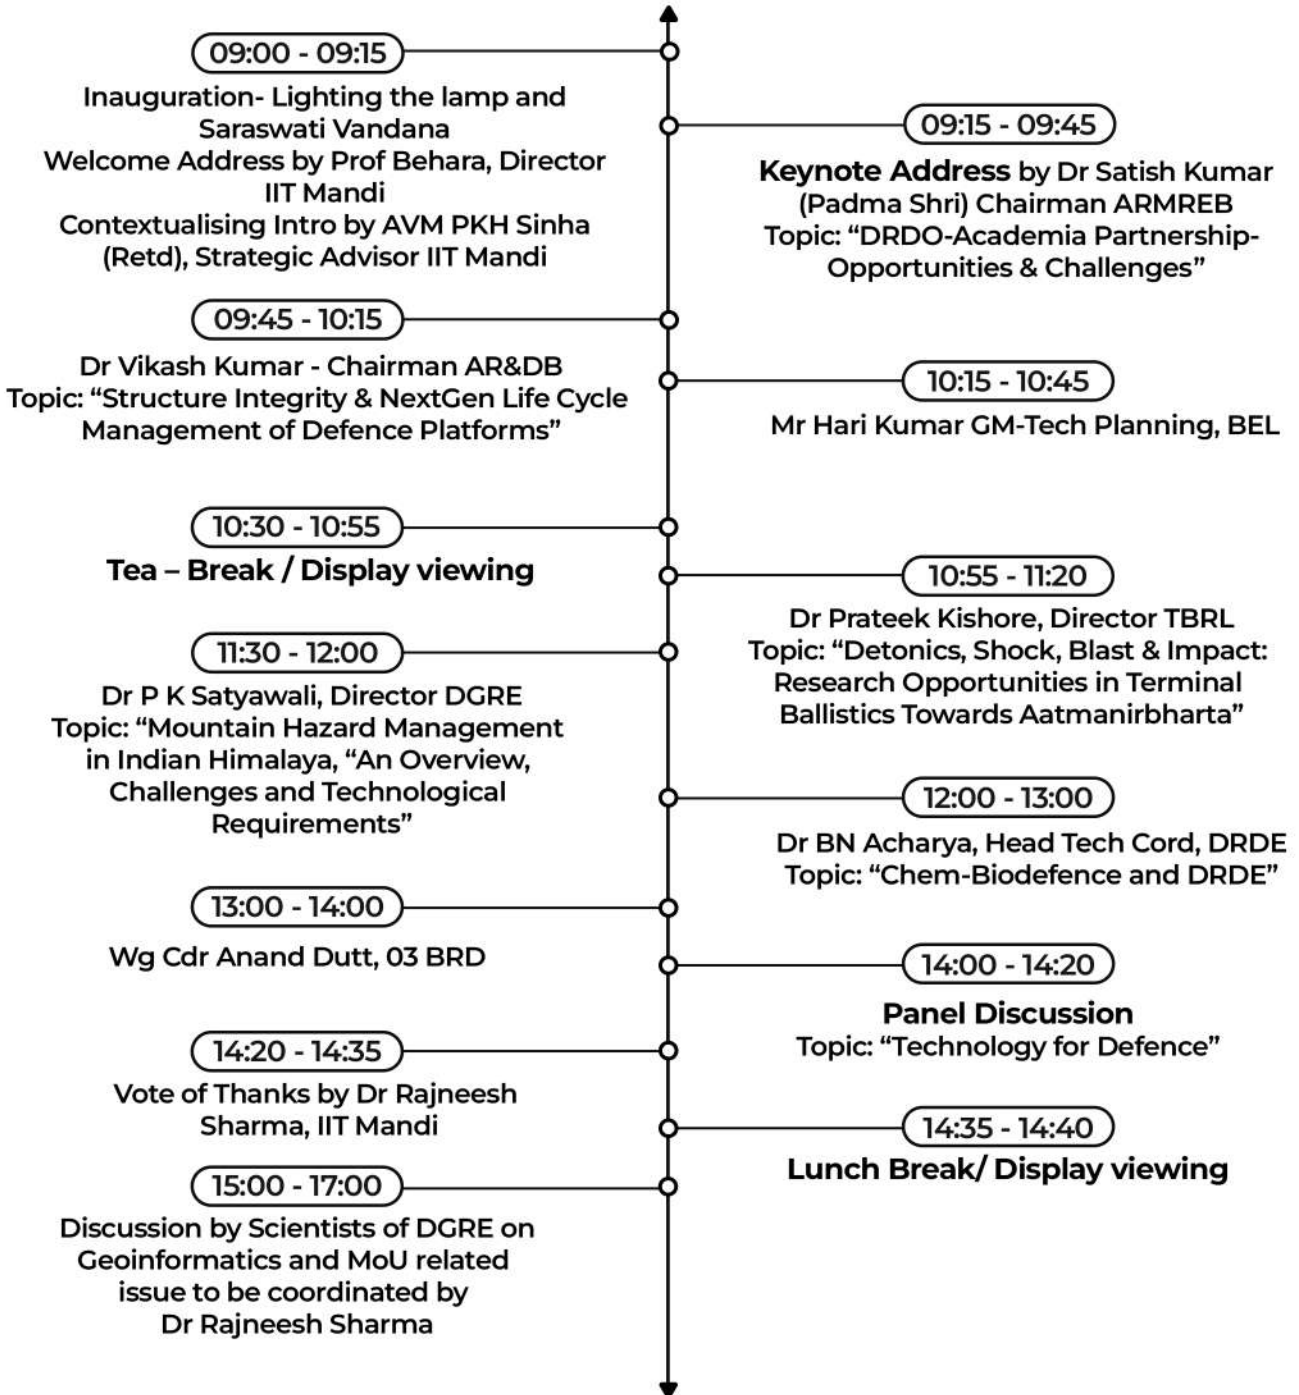 09:00 - 09:15
Inauguration- Lighting the lamp and
Saraswati Vandana
Welcome Address by Prof Behara, Director
IIT Mandi
Contextualising Intro by AVM PKH Sinha
(Retd), Strategic Advisor IIT Mandi
09:15 - 09:45
Keynote Address by Dr Satish Kumar
(Padma Shri) Chairman ARMREB
Topic: “DRDO-Academia Partnership-
Opportunities & Challenges”
09:45 - 10:15
Dr Vikash Kumar - Chairman AR&DB
Topic: “Structure Integrity & NextGen Life Cycle
Management of Defence Platforms”
10:15 - 10:45
Mr Hari Kumar GM-Tech Planning, BEL
10:30 - 10:55
Tea – Break / Display viewing
10:55 - 11:20
Dr Prateek Kishore, Director TBRL
Topic: “Detonics, Shock, Blast & Impact:
Research Opportunities in Terminal
Ballistics Towards Aatmanirbharta”
11:30 - 12:00
Dr P K Satyawali, Director DGRE
Topic: “Mountain Hazard Management
in Indian Himalaya, “An Overview,
Challenges and Technological
Requirements”
12:00 - 13:00
Dr BN Acharya, Head Tech Cord, DRDE
Topic: “Chem-Biodefence and DRDE”
13:00 - 14:00
Wg Cdr Anand Dutt, 03 BRD
14:00 - 14:20
Panel Discussion
Topic: “Technology for Defence”
14:20 - 14:35
Vote of Thanks by Dr Rajneesh
Sharma, IIT Mandi
14:35 - 14:40
Lunch Break/ Display viewing
15:00 - 17:00
Discussion by Scientists of DGRE on
Geoinformatics and MoU related
issue to be coordinated by
Dr Rajneesh Sharma